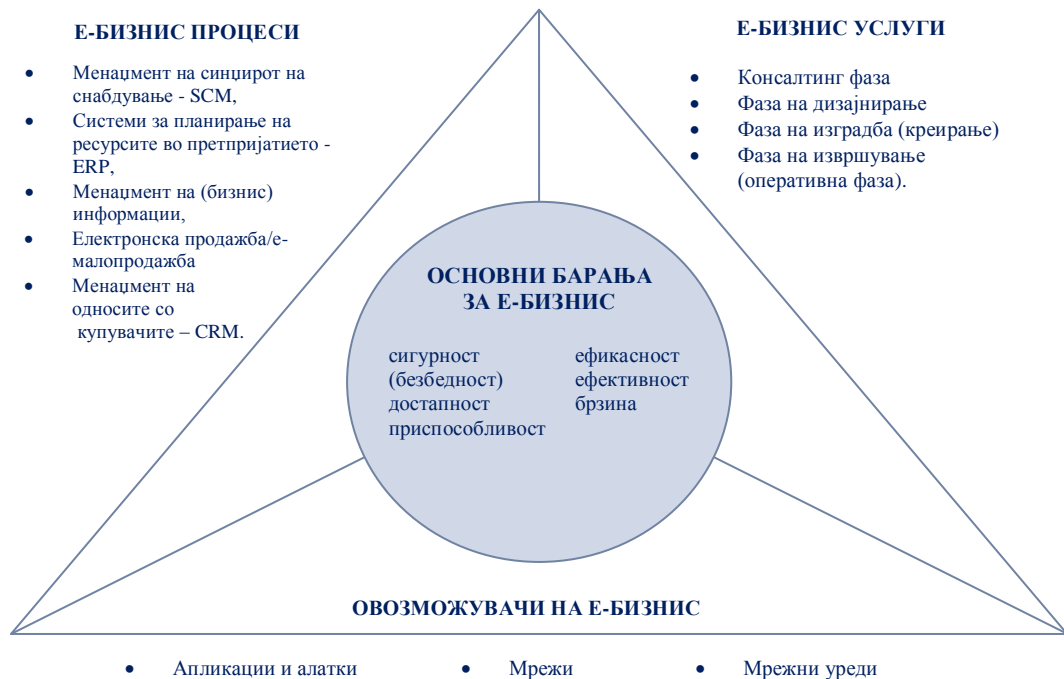 Е-БИЗНИС ПРОЦЕСИ
• Менаџмент на синџирот на
снабдување - SCM,
• Системи за планирање на
ресурсите во претпријатието -
ERP,
• Менаџмент на (бизнис)
информации,
• Електронска продажба/е-
малопродажба
• Менаџмент на
односите со
купувачите – CRM.
Е-БИЗНИС УСЛУГИ
• Консалтинг фаза
• Фаза на дизајнирање
• Фаза на изградба (креирање)
• Фаза на извршување
(оперативна фаза).
ОСНОВНИ БАРАЊА
ЗА Е-БИЗНИС
сигурност
(безбедност)
достапност
приспособливост
ефикасност
ефективност
брзина
ОВОЗМОЖУВАЧИ НА Е-БИЗНИС
• Апликации и алатки • Мрежи • Мрежни уреди